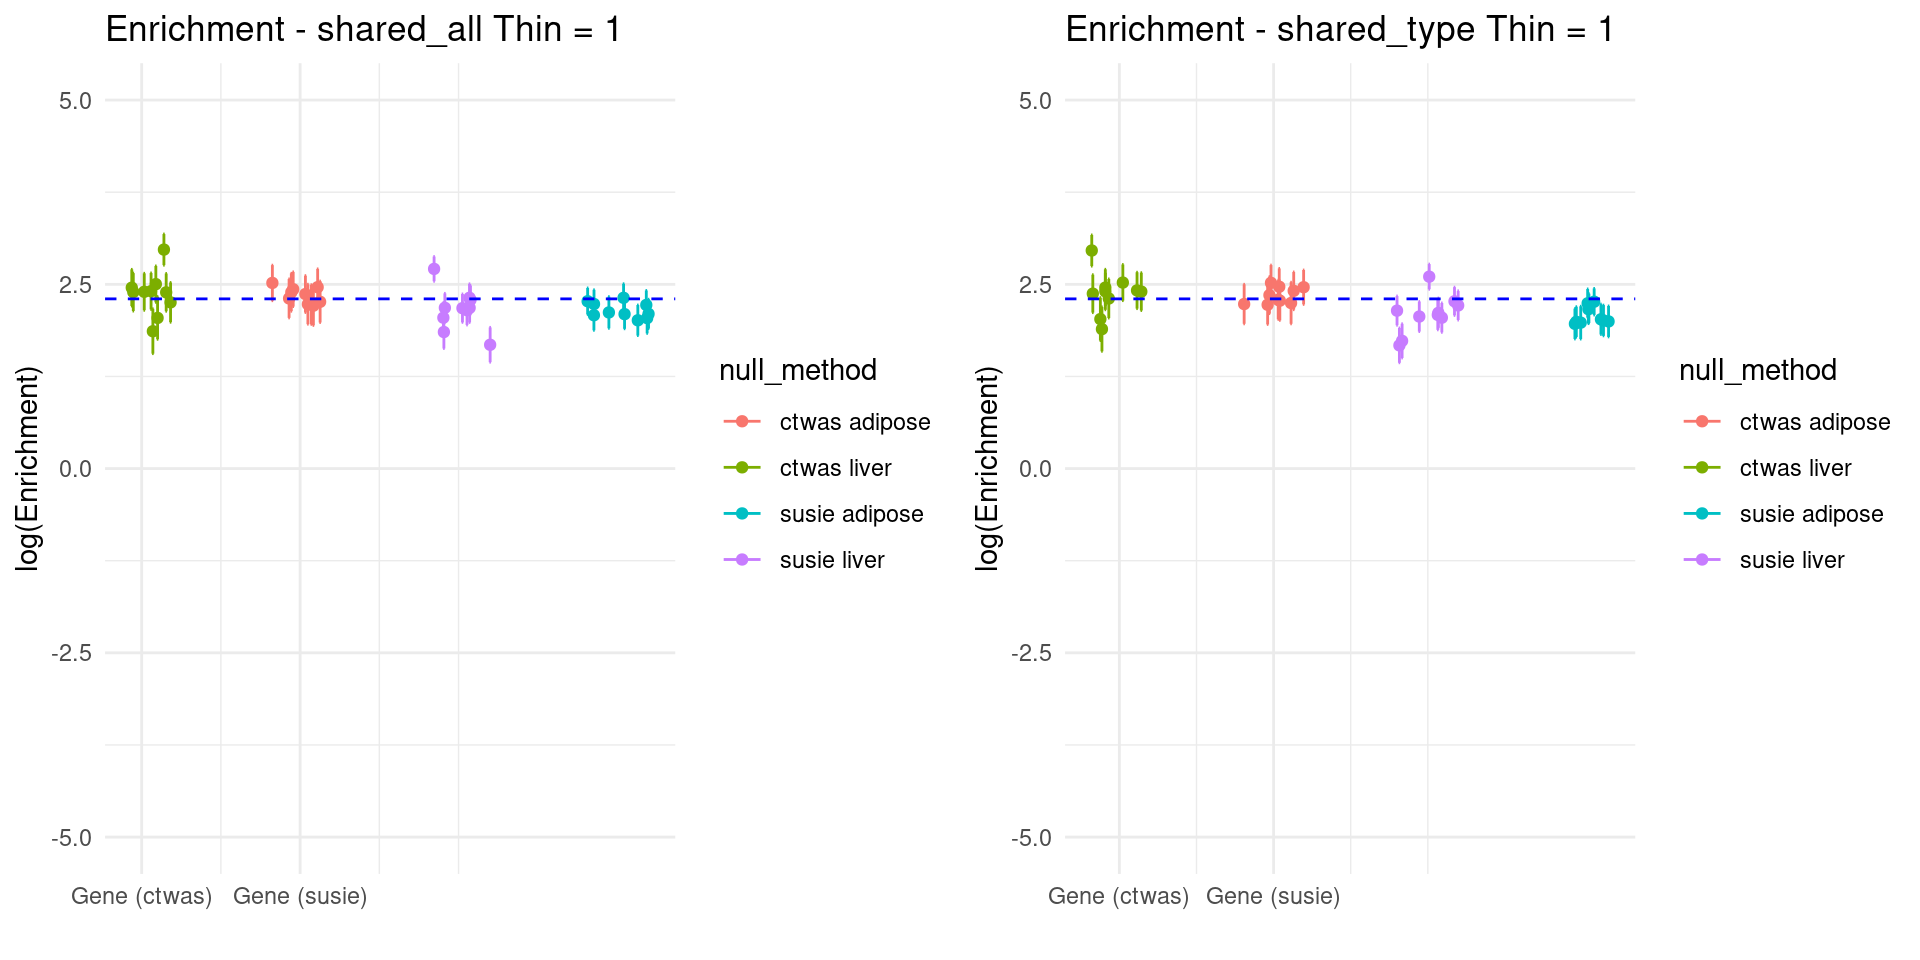 Enrichment - shared_all Thin = 1
5.0
2.5
0.0
-2.5
-5.0
log(Enrichment)
Gene (ctwas)
Gene (susie)
null_method
ctwas adipose
ctwas liver
susie adipose
susie liver
Enrichment - shared_type Thin = 1
5.0
2.5
0.0
-2.5
-5.0
log(Enrichment)
Gene (ctwas)
Gene (susie)
null_method
ctwas adipose
ctwas liver
susie adipose
susie liver